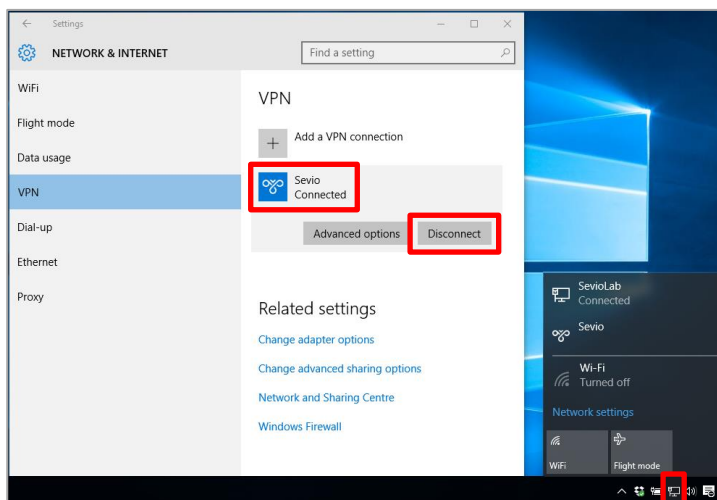 Settings
NETWORK & INTERNET
Find a setting
WiFi
Flight mode
Data usage
VPN
Dial-up
Ethernet
Proxy
VPN
Add a VPN connection
Sevio
Connected
Advanced options
Disconnect
Related settings
Change adapter options
Change advanced sharing options
Network and Sharing Centre
Windows Firewall
SevioLab
Connected
Sevio
Wi-Fi
Turned off
Network settings
WiFi
Flight mode